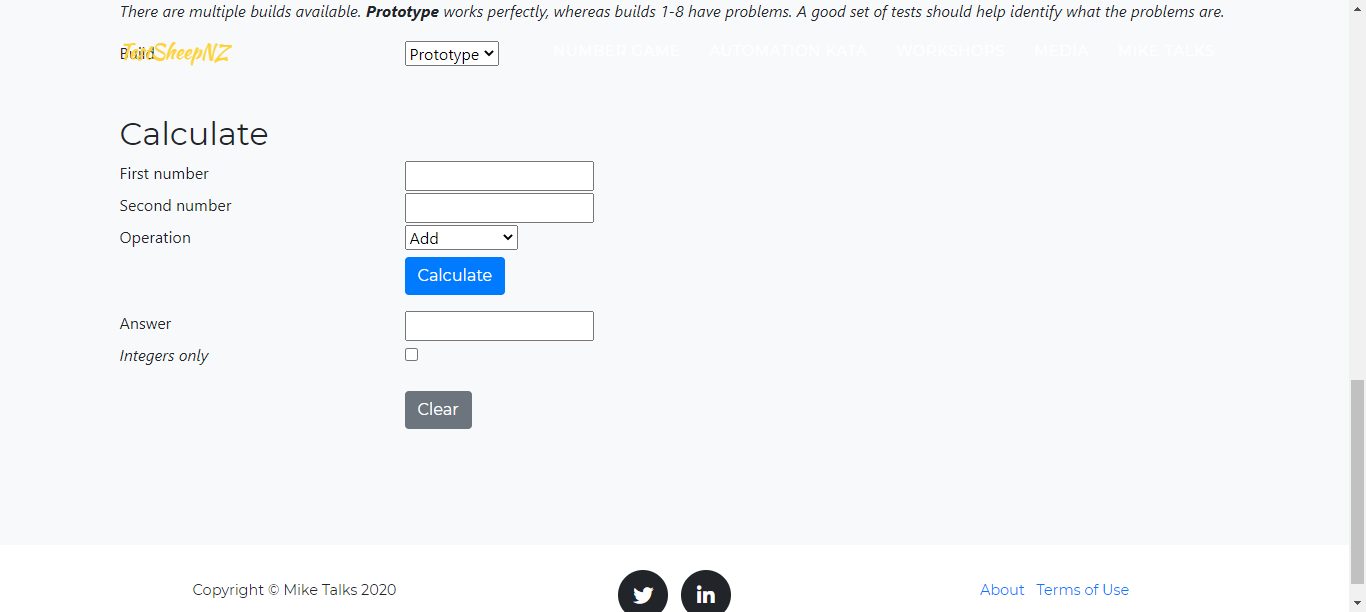 There are multiple builds available. Prototype works perfectly, whereas builds 1-8 have problems. A good set of tests should help identify what the problems are.
Build
TestSheepNZ
Prototype
NUMBER GAME AUTOMATION KATA WORKSHOPS MEDIA MIKE TALKS
Calculate
First number
Second number
Operation
Add
Calculate
Answer
Integers only
Clear
Copyright © Mike Talks 2020
in
About Terms of Use